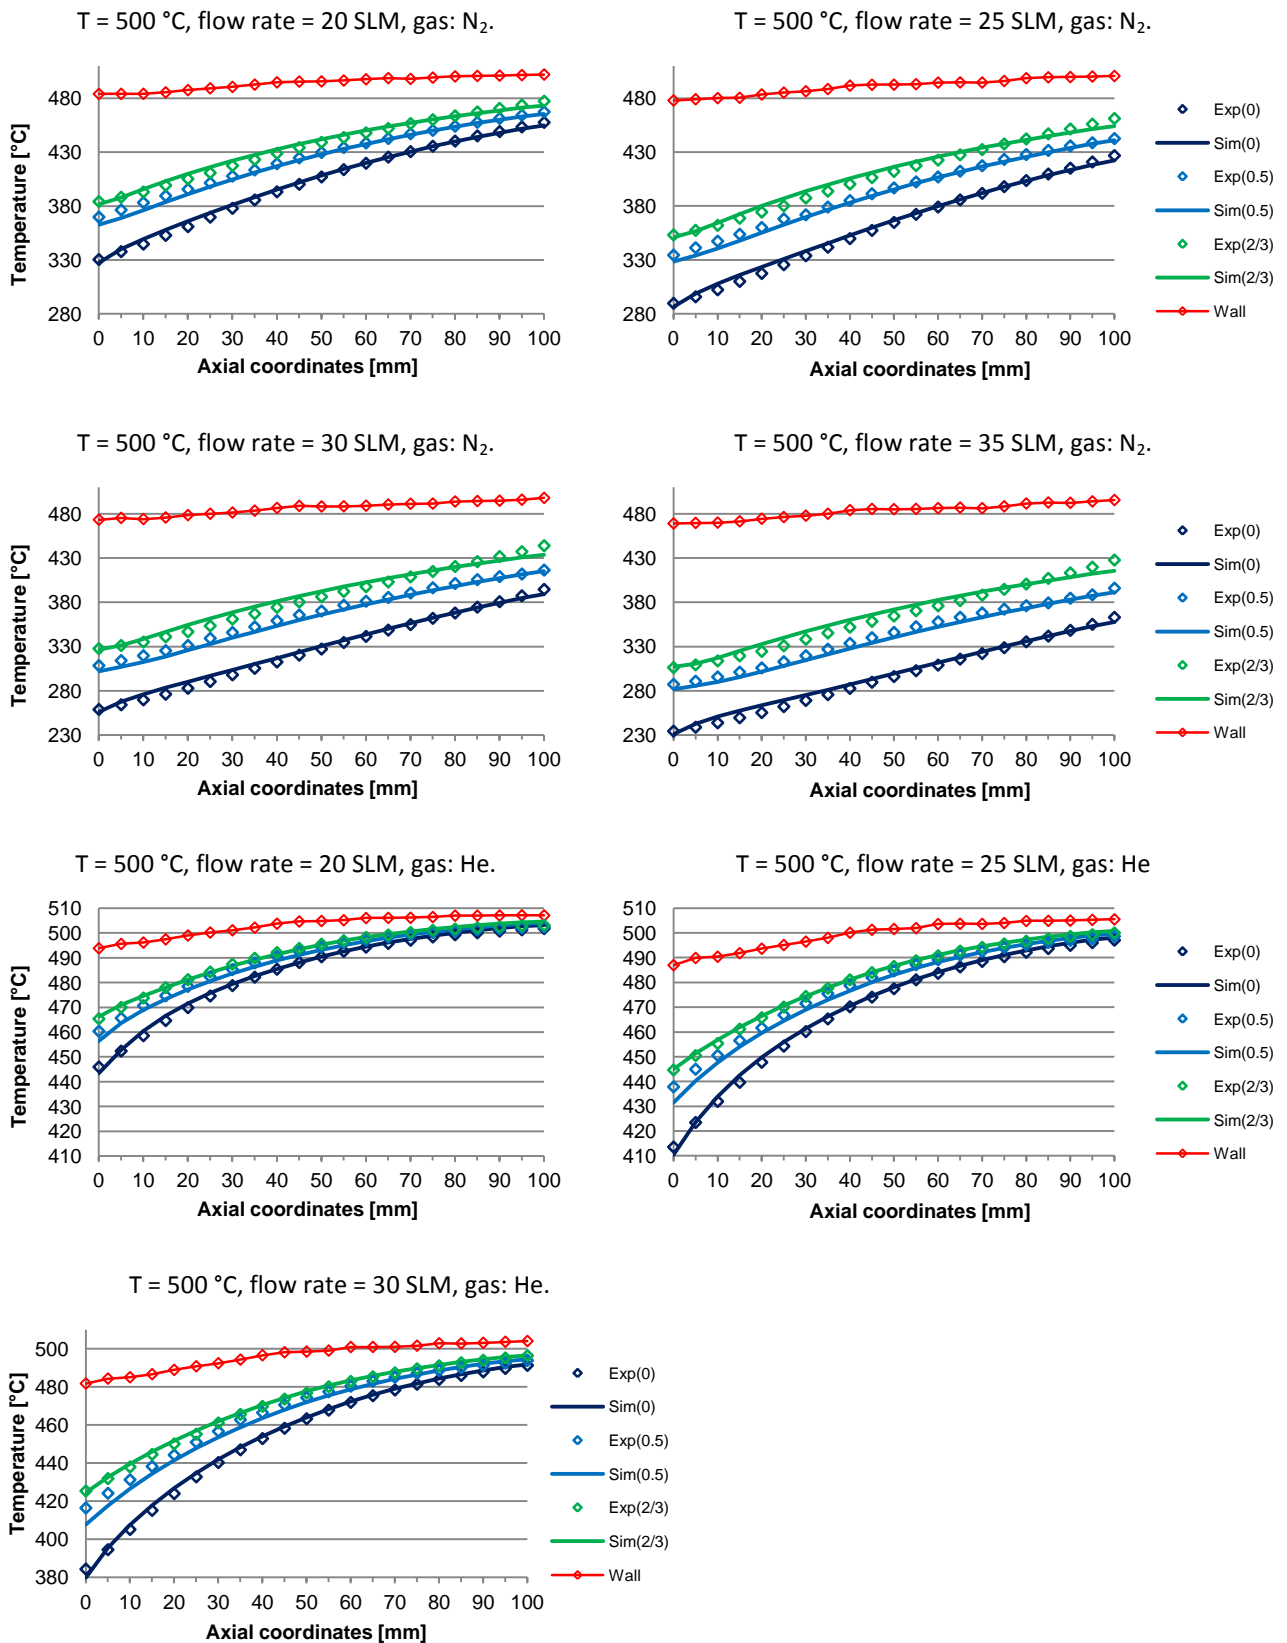 T = 500 °C, flow rate = 20 SLM, gas: N₂.
Temperature [°C]
480
430
380
330
280
0 10 20 30 40 50 60 70 80 90 100
Axial coordinates [mm]
T = 500 °C, flow rate = 25 SLM, gas: N₂.
Temperature [°C]
480
430
380
330
280
0 10 20 30 40 50 60 70 80 90 100
Axial coordinates [mm]
Exp(0)
Sim(0)
Exp(0.5)
Sim(0.5)
Exp(2/3)
Sim(2/3)
Wall
T = 500 °C, flow rate = 30 SLM, gas: N₂.
Temperature [°C]
480
430
380
330
280
230
0 10 20 30 40 50 60 70 80 90 100
Axial coordinates [mm]
T = 500 °C, flow rate = 35 SLM, gas: N₂.
Temperature [°C]
480
430
380
330
280
230
0 10 20 30 40 50 60 70 80 90 100
Axial coordinates [mm]
Exp(0)
Sim(0)
Exp(0.5)
Sim(0.5)
Exp(2/3)
Sim(2/3)
Wall
T = 500 °C, flow rate = 20 SLM, gas: He.
Temperature [°C]
510
500
490
480
470
460
450
440
430
420
410
0 10 20 30 40 50 60 70 80 90 100
Axial coordinates [mm]
T = 500 °C, flow rate = 25 SLM, gas: He
Temperature [°C]
510
500
490
480
470
460
450
440
430
420
410
0 10 20 30 40 50 60 70 80 90 100
Axial coordinates [mm]
Exp(0)
Sim(0)
Exp(0.5)
Sim(0.5)
Exp(2/3)
Sim(2/3)
Wall
T = 500 °C, flow rate = 30 SLM, gas: He.
Temperature [°C]
500
480
460
440
420
400
380
0 10 20 30 40 50 60 70 80 90 100
Axial coordinates [mm]
Exp(0)
Sim(0)
Exp(0.5)
Sim(0.5)
Exp(2/3)
Sim(2/3)
Wall